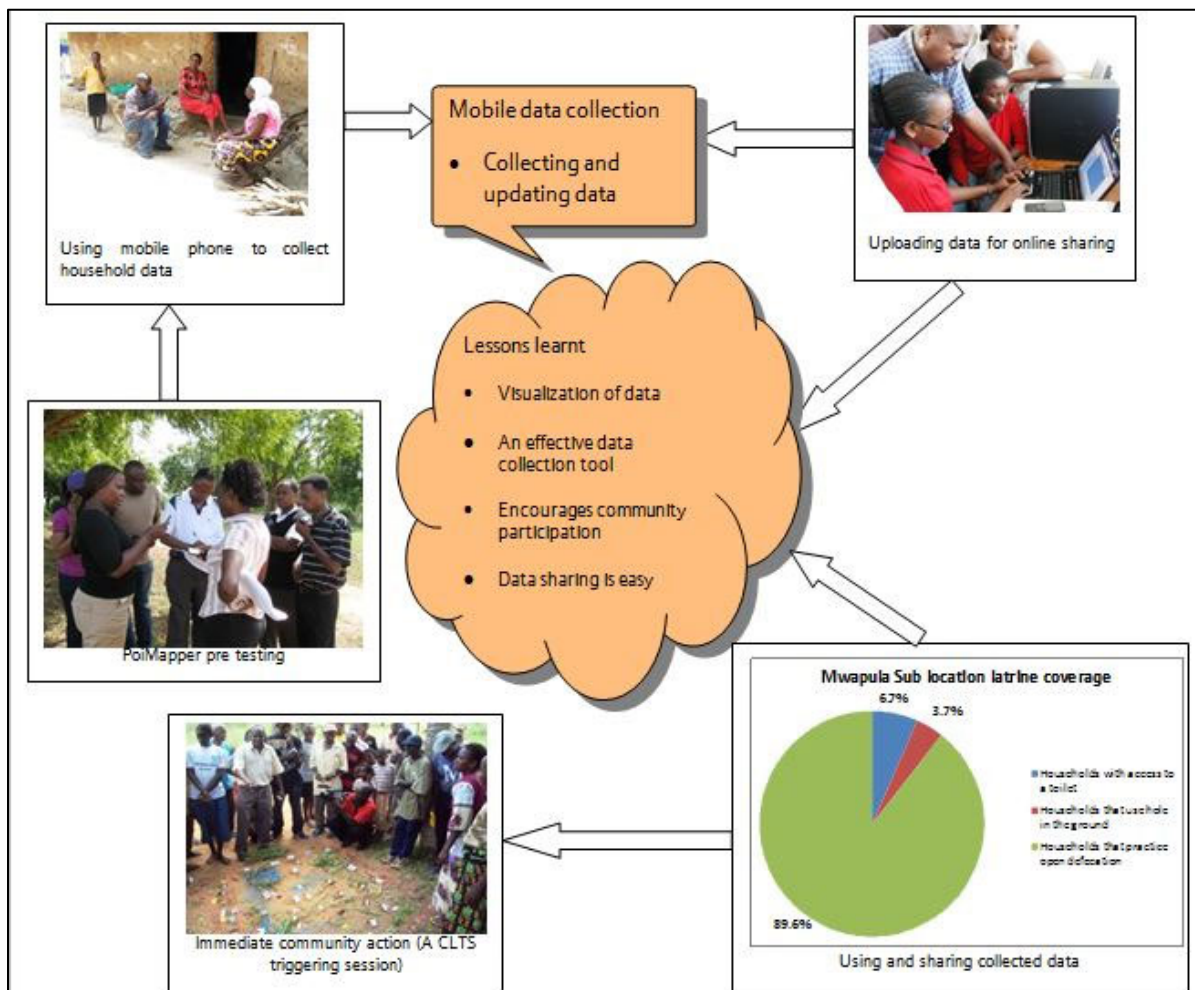 Mobile data collection
• Collecting and
updating data
Using mobile phone to collect
household data
Uploading data for online sharing
Lessons learnt
• Visualization of data
• An effective data
collection tool
• Encourages community
participation
• Data sharing is easy
PoiMapper pre testing
Mwapula Sub location latrine coverage
6.7%
3.7%
89.6%
Households with access to
a toilet
Households that use hole
in the ground
Households that practice
open defecation
Using and sharing collected data
Immediate community action (A CLTS
triggering session)